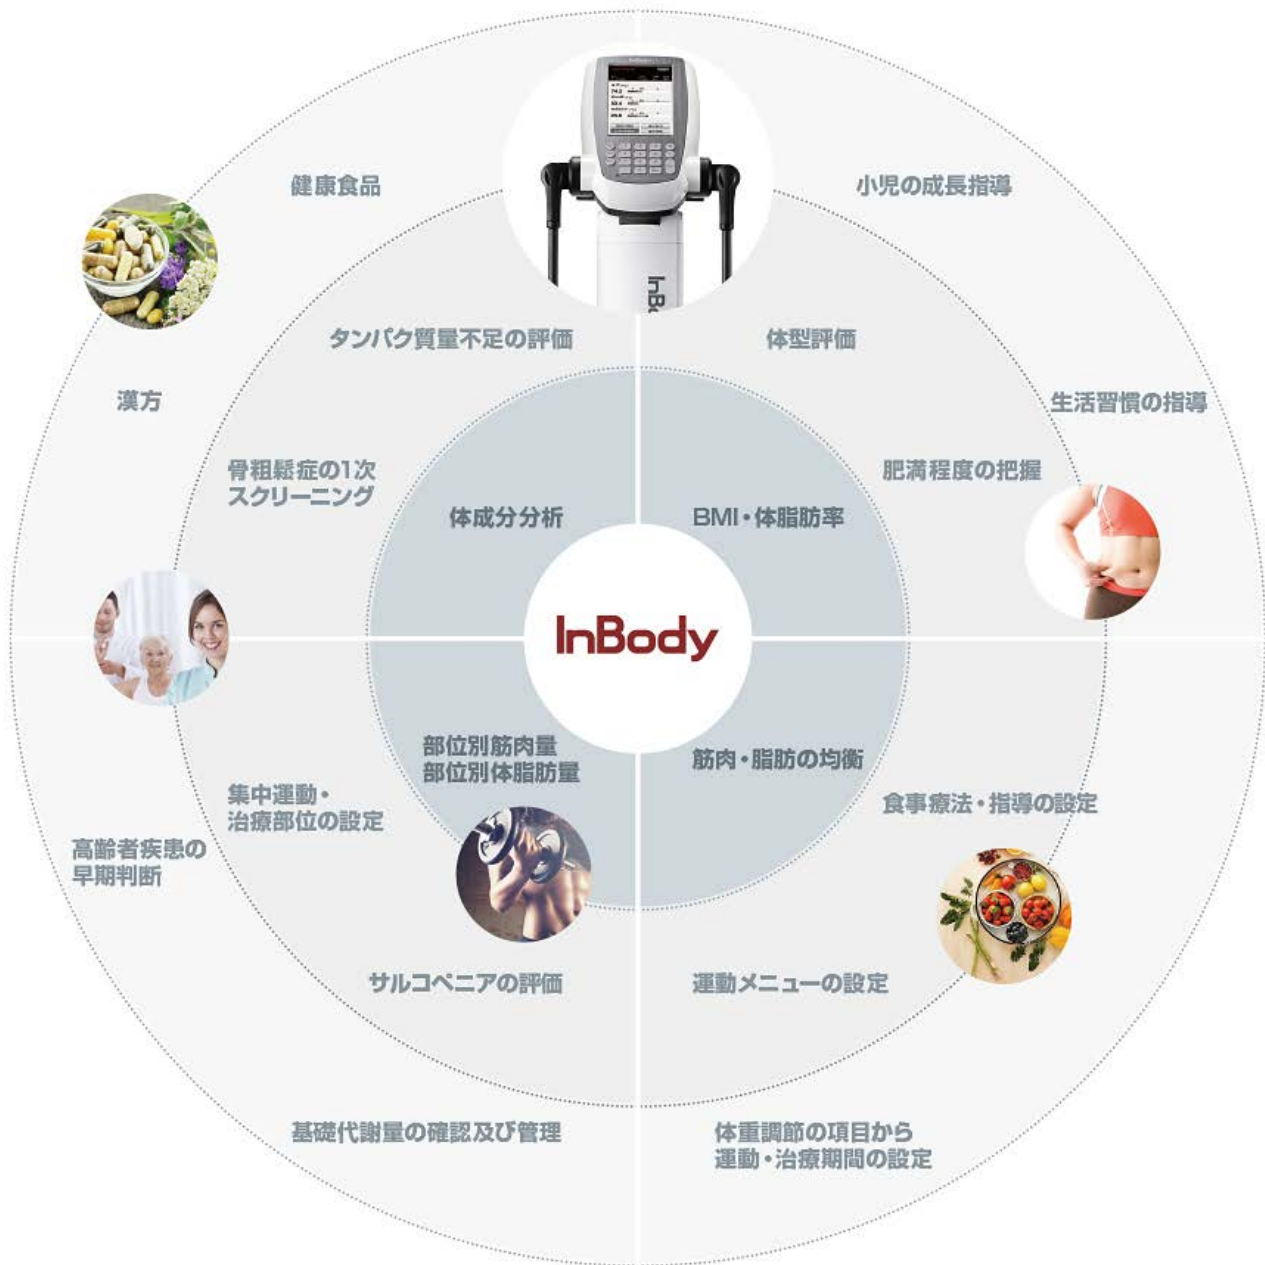 健康食品
小児の成長指導
InBo
タンパク質量不足の評価
体型評価
漢方
生活習慣の指導
骨粗鬆症の1次
スクリーニング
肥満程度の把握
体成分分析
BMI・体脂肪率
InBody
部位別筋肉量
部位別体脂肪量
筋肉・脂肪の均衡
集中運動・
治療部位の設定
食事療法・指導の設定
高齢者疾患の
早期判断
サルコペニアの評価
運動メニューの設定
基礎代謝量の確認及び管理
体重調節の項目から
運動・治療期間の設定